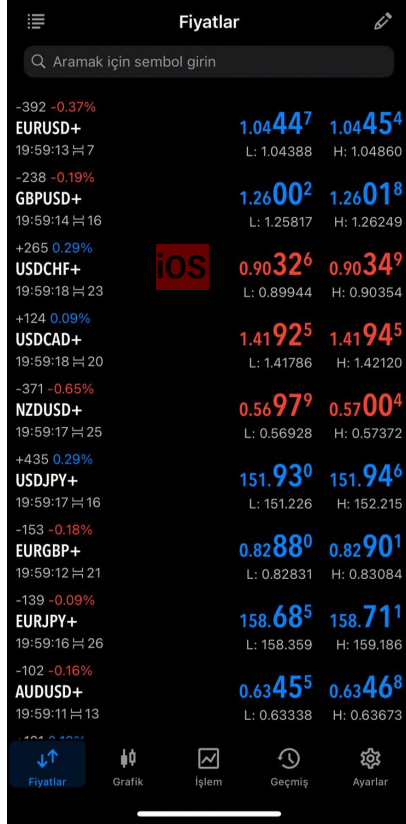 Fiyatlar
Aramak için sembol girin
-392 -0.37%
EURUSD+ 1.04447 1.04454
19:59:13 7 L: 1.04388 H: 1.04860
-238 -0.19%
GBPUSD+ 1.26002 1.26018
19:59:14 16 L: 1.25817 H: 1.26249
+265 0.29%
iOS
USDCHF+ 0.90326 0.90349
19:59:18 23 L: 0.89944 H: 0.90354
+124 0.09%
USDCAD+ 1.41925 1.41945
19:59:18 20 L: 1.41786 H: 1.42120
-371 -0.65%
NZDUSD+ 0.56979 0.57004
19:59:17 25 L: 0.56928 H: 0.57372
+435 0.29%
USDJPY+ 151.930 151.946
19:59:17 16 L: 151.226 H: 152.215
-153 -0.18%
EURGBP+ 0.82880 0.82901
19:59:12 21 L: 0.82831 H: 0.83084
-139 -0.09%
EURJPY+ 158.685 158.711
19:59:16 26 L: 158.359 H: 159.186
-102 -0.16%
AUDUSD+ 0.63455 0.63468
19:59:11 13 L: 0.63338 H: 0.63673
Fiyatlar Grafik İşlem Geçmiş Ayarlar